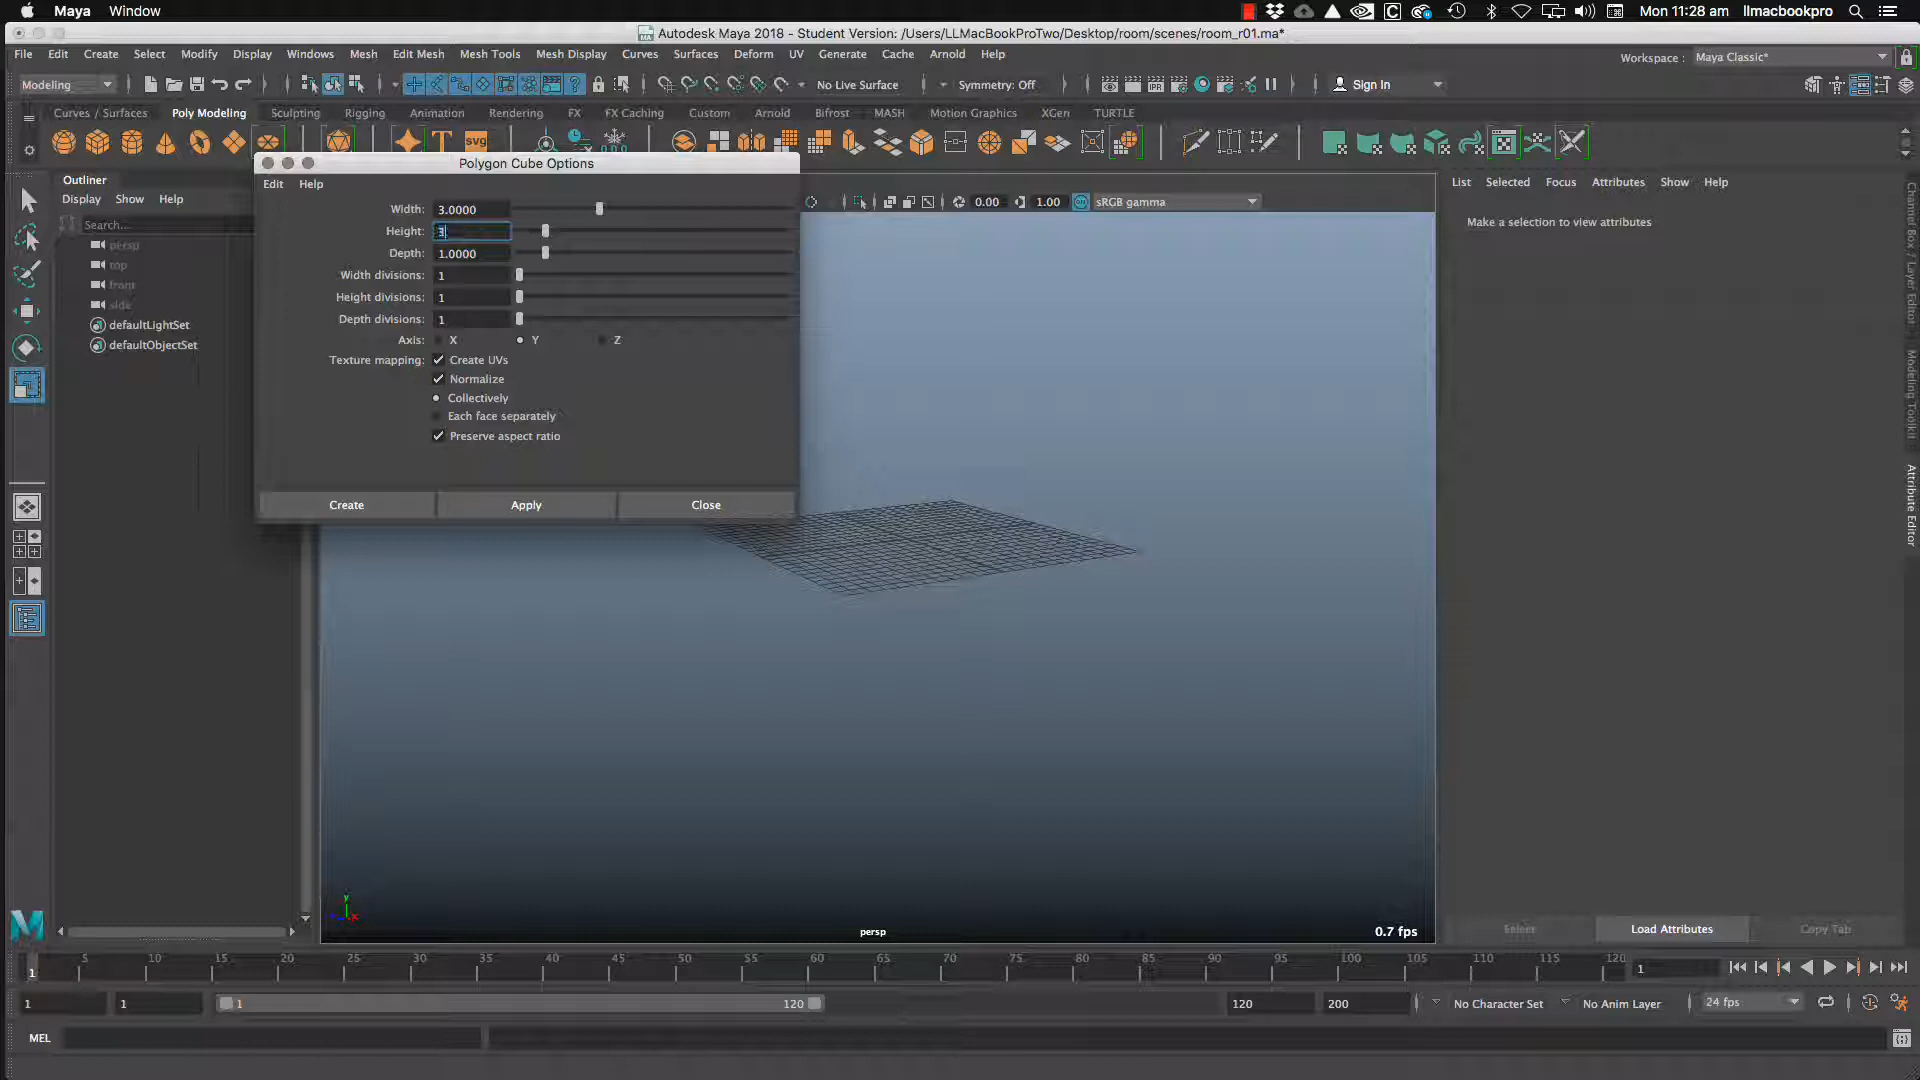 Maya Window
Mon 11:28 am llmacbookpro
Autodesk Maya 2018 - Student Version: /Users/LLMacBookProTwo/Desktop/room/scenes/room_r01.ma*
File Edit Create Select Modify Display Windows Mesh Edit Mesh Mesh Tools Mesh Display Curves Surfaces Deform UV Generate Cache Arnold Help
Workspace : Maya Classic*
Modeling No Live Surface Symmetry: Off Sign In
Curves / Surfaces Poly Modeling Sculpting Rigging Animation Rendering FX FX Caching Custom Arnold Bifrost MASH Motion Graphics XGen TURTLE
T svg
Polygon Cube Options
Edit Help
Width: 3.0000
Height: 3
Depth: 1.0000
Width divisions: 1
Height divisions: 1
Depth divisions: 1
Axis: X Y Z
Texture mapping: Create UVs
Normalize
Collectively
Each face separately
Preserve aspect ratio
Create Apply Close
Outliner
Display Show Help
Search...
persp
top
front
side
defaultLightSet
defaultObjectSet
0.00 1.00 sRGB gamma
List Selected Focus Attributes Show Help
Make a selection to view attributes
Channel Box / Layer Editor
Modeling Toolkit
Attribute Editor
persp
0.7 fps
Select Load Attributes Copy Tab
1 5 10 15 20 25 30 35 40 45 50 55 60 65 70 75 80 85 90 95 100 105 110 115 120 1
1 1 1 120 120 200 No Character Set No Anim Layer 24 fps
MEL